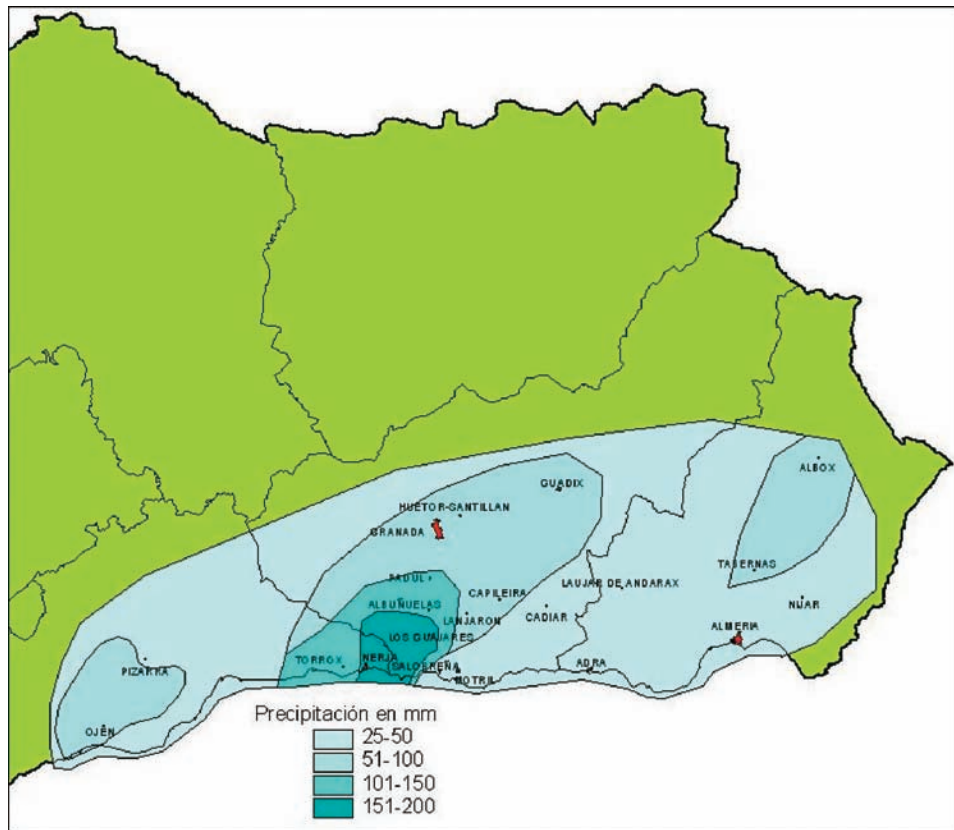 ALBOX
GUADIX
HUETOR-SANTILLAN
GRANADA
TABERNAS
PADUL
LAUJAR DE ANDARAX
CAPILEIRA
ALBUÑUELAS
NIJAR
CADIAR
LANJARON
ALMERIA
LOS GUAJARES
NERJA
TORROX
SALOBREÑA
ADRA
PIZARRA
MOTRIL
OJÉN
Precipitación en mm
25-50
51-100
101-150
151-200